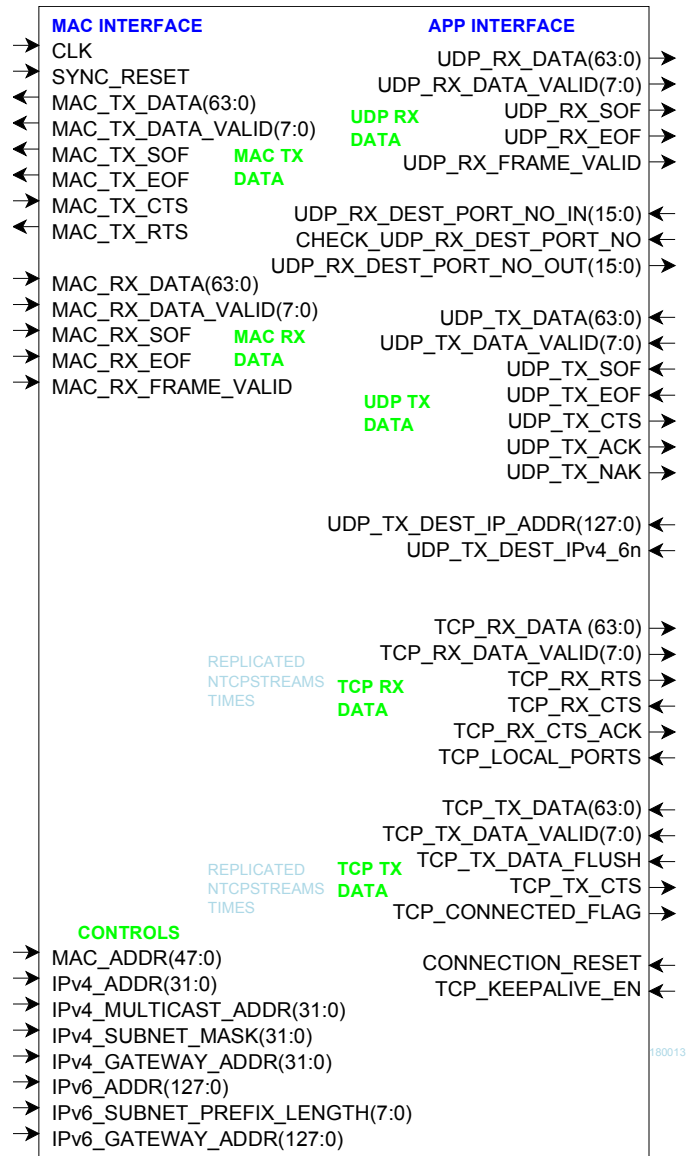 MAC INTERFACE
CLK
SYNC_RESET
MAC_TX_DATA(63:0)
MAC_TX_DATA_VALID(7:0)
MAC_TX_SOF
MAC_TX_EOF
MAC_TX_CTS
MAC_TX_RTS
MAC TX
DATA
MAC_RX_DATA(63:0)
MAC_RX_DATA_VALID(7:0)
MAC_RX_SOF
MAC_RX_EOF
MAC_RX_FRAME_VALID
MAC RX
DATA
APP INTERFACE
UDP_RX_DATA(63:0)
UDP_RX_DATA_VALID(7:0)
UDP_RX_SOF
UDP_RX_EOF
UDP_RX_FRAME_VALID
UDP RX
DATA
UDP_RX_DEST_PORT_NO_IN(15:0)
CHECK_UDP_RX_DEST_PORT_NO
UDP_RX_DEST_PORT_NO_OUT(15:0)
UDP_TX_DATA(63:0)
UDP_TX_DATA_VALID(7:0)
UDP_TX_SOF
UDP_TX_EOF
UDP_TX_CTS
UDP_TX_ACK
UDP_TX_NAK
UDP TX
DATA
UDP_TX_DEST_IP_ADDR(127:0)
UDP_TX_DEST_IPv4_6n
TCP_RX_DATA (63:0)
TCP_RX_DATA_VALID(7:0)
TCP_RX_RTS
TCP_RX_CTS
TCP_RX_CTS_ACK
TCP_LOCAL_PORTS
REPLICATED
NTCPSTREAMS
TIMES
TCP RX
DATA
TCP_TX_DATA(63:0)
TCP_TX_DATA_VALID(7:0)
TCP_TX_DATA_FLUSH
TCP_TX_CTS
TCP_CONNECTED_FLAG
REPLICATED
NTCPSTREAMS
TIMES
TCP TX
DATA
CONNECTION_RESET
TCP_KEEPALIVE_EN
CONTROLS
MAC_ADDR(47:0)
IPv4_ADDR(31:0)
IPv4_MULTICAST_ADDR(31:0)
IPv4_SUBNET_MASK(31:0)
IPv4_GATEWAY_ADDR(31:0)
IPv6_ADDR(127:0)
IPv6_SUBNET_PREFIX_LENGTH(7:0)
IPv6_GATEWAY_ADDR(127:0)
180013